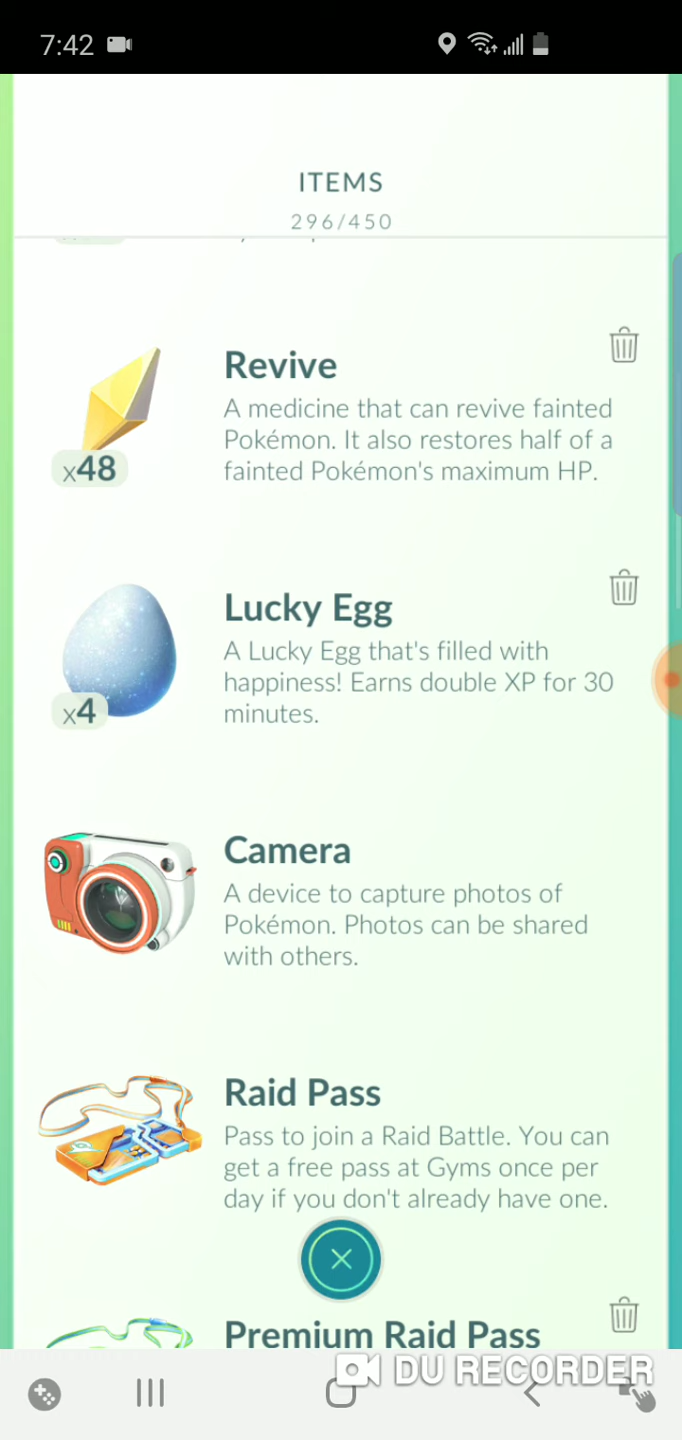 7:42
ITEMS
296/450
Revive
A medicine that can revive fainted
Pokémon. It also restores half of a
fainted Pokémon's maximum HP.
x48
Lucky Egg
A Lucky Egg that's filled with
happiness! Earns double XP for 30
minutes.
x4
Camera
A device to capture photos of
Pokémon. Photos can be shared
with others.
Raid Pass
Pass to join a Raid Battle. You can
get a free pass at Gyms once per
day if you don't already have one.
Premium Raid Pass
DU RECORDER